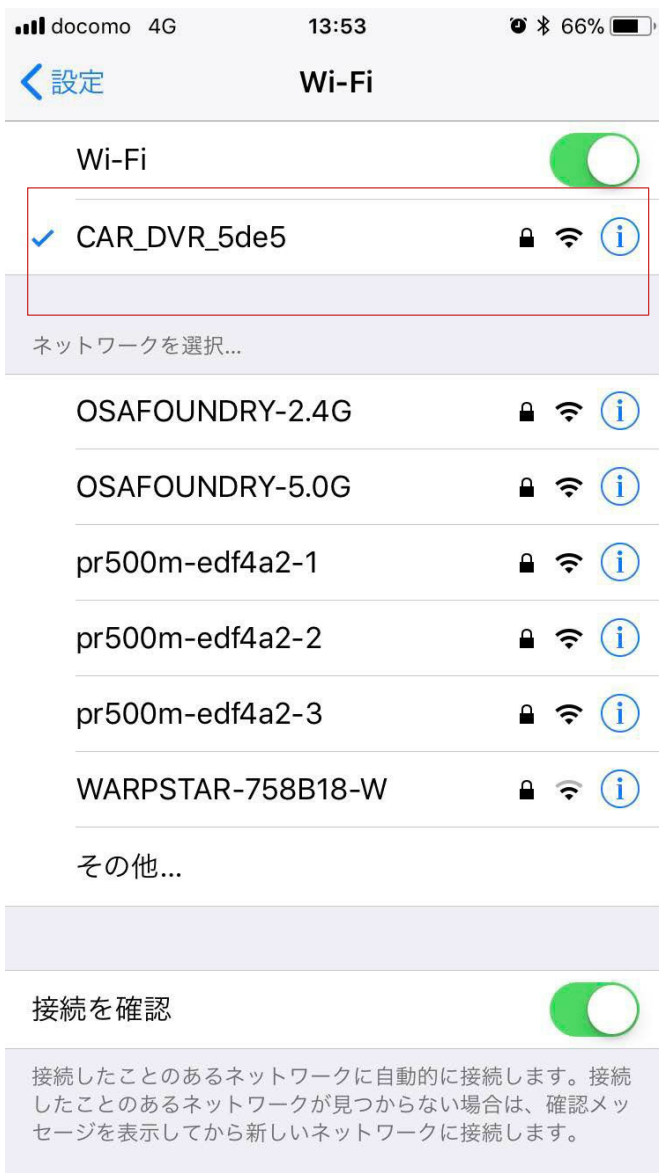 docomo 4G 13:53 66%
設定 Wi-Fi
Wi-Fi
CAR_DVR_5de5
ネットワークを選択...
OSAFOUNDRY-2.4G
OSAFOUNDRY-5.0G
pr500m-edf4a2-1
pr500m-edf4a2-2
pr500m-edf4a2-3
WARPSTAR-758B18-W
その他...
接続を確認
接続したことのあるネットワークに自動的に接続します。接続
したことのあるネットワークが見つからない場合は、確認メッ
セージを表示してから新しいネットワークに接続します。